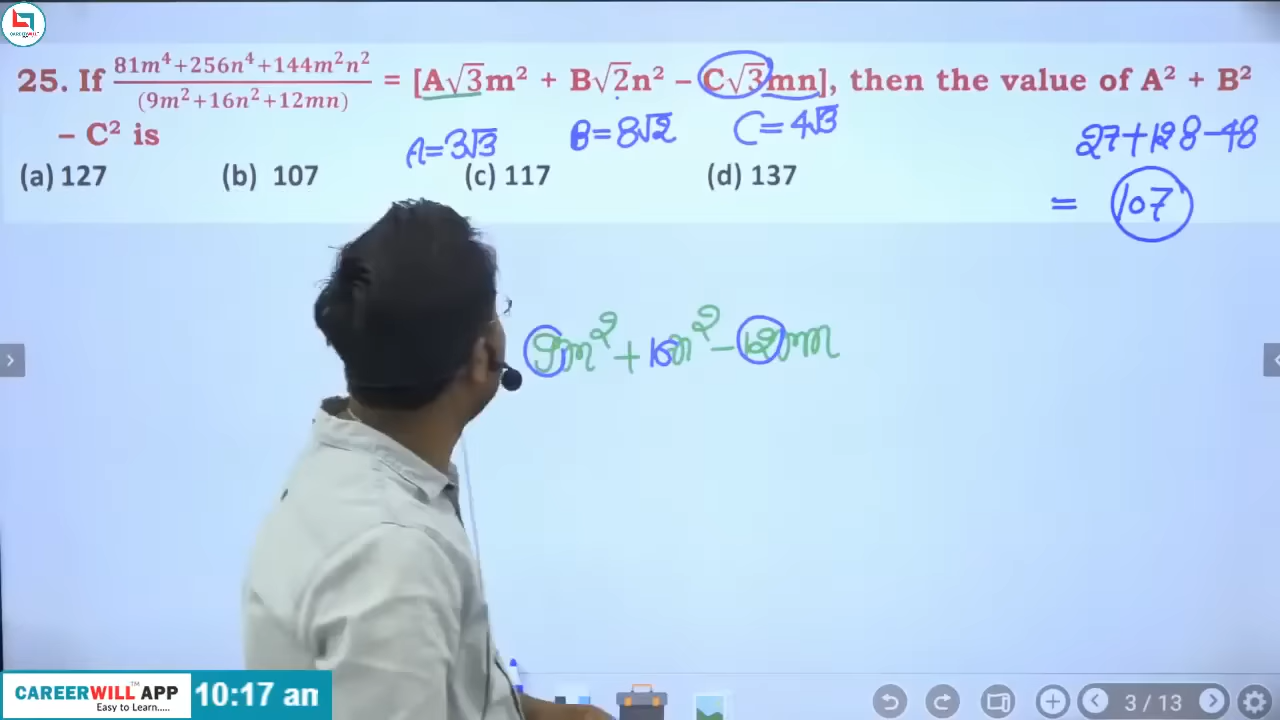 CAREERWILL
25. If (81m⁴+256n⁴+144m²n²)/(9m²+16n²+12mn) = [A√3m² + B√2n² – C√3mn], then the value of A² + B²
– C² is
A=3√3 B=8√2 C=4√3
27+128-48
(a) 127 (b) 107 (c) 117 (d) 137
= 107
9m²+16n²-12mn
CAREERWILL APP
Easy to Learn.....
10:17 an
3 / 13